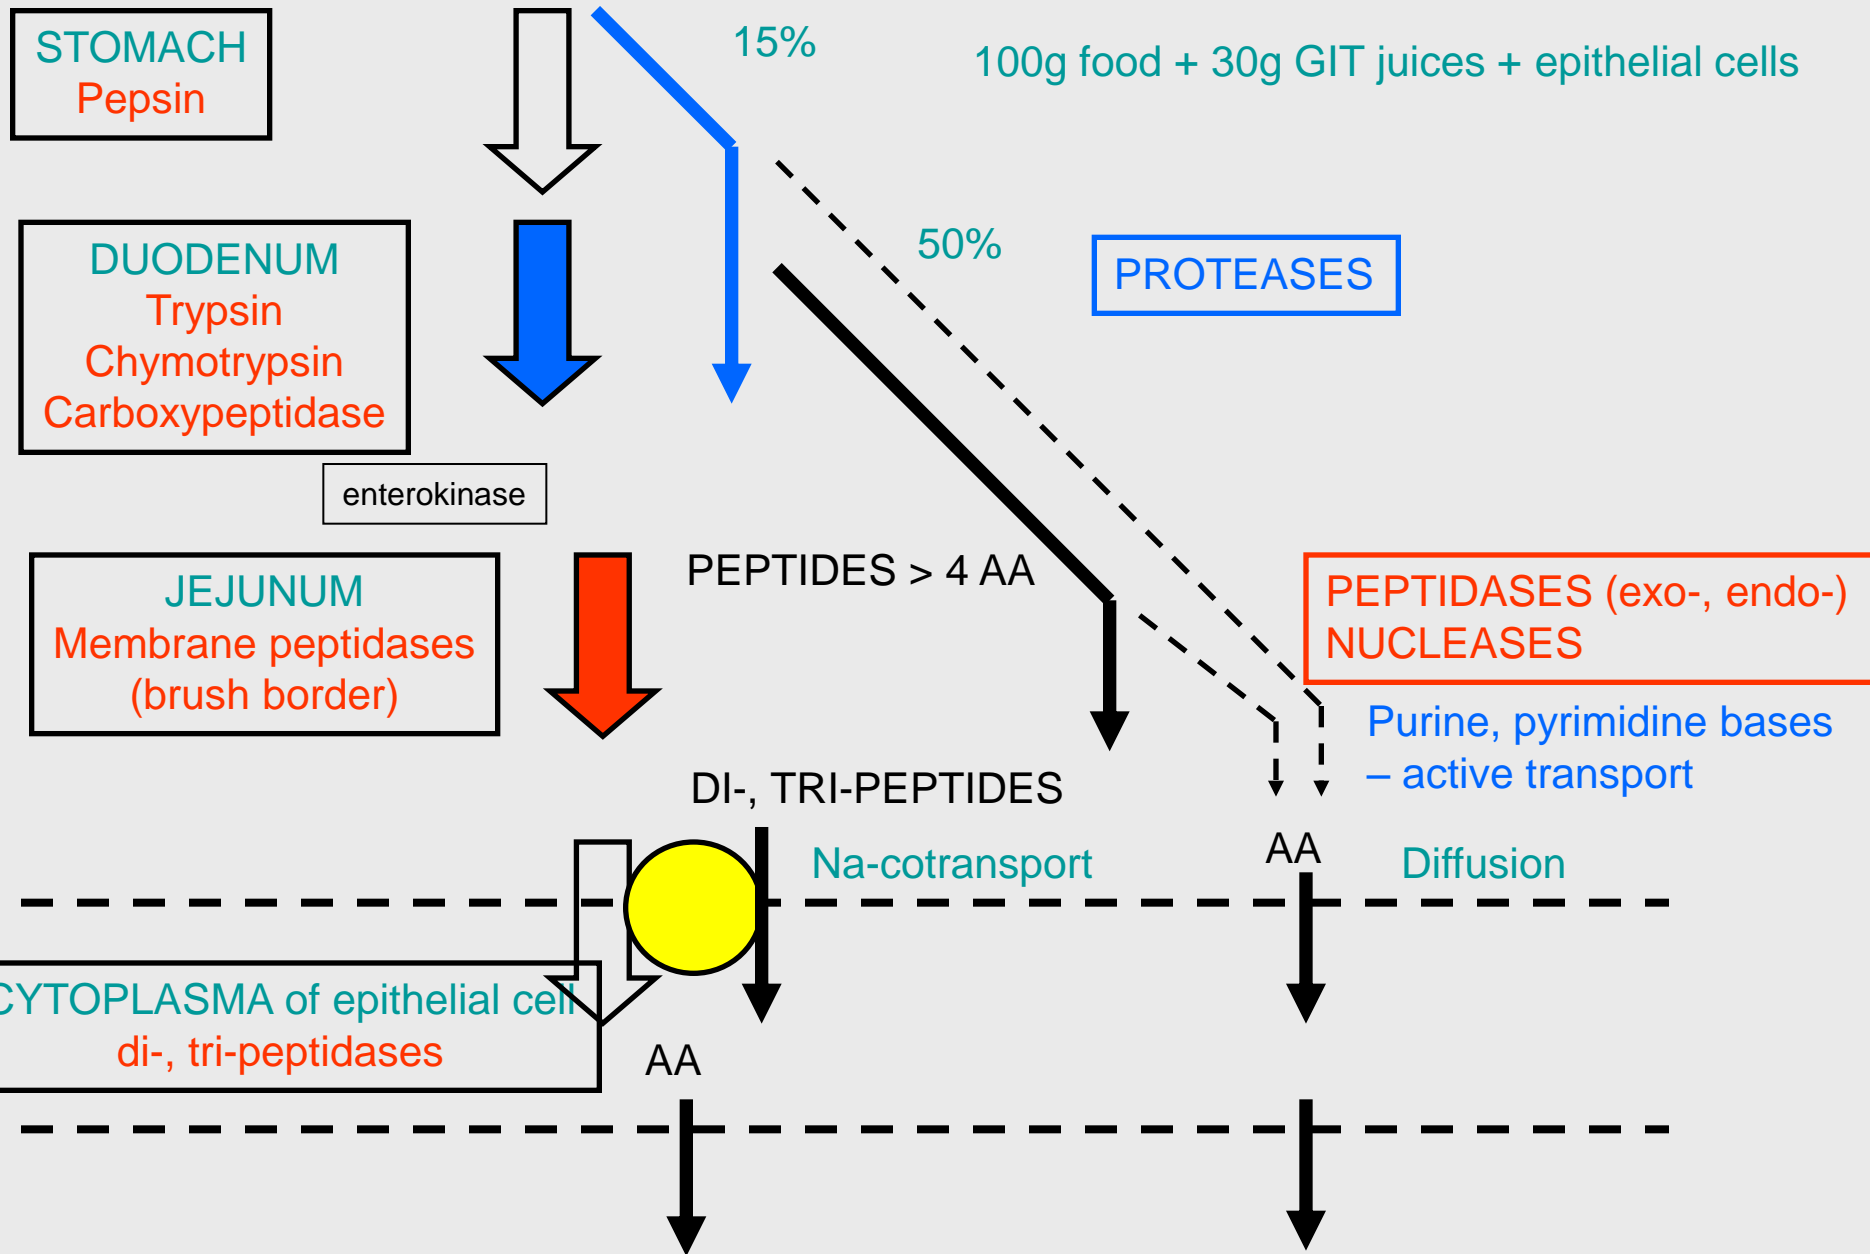 STOMACH
Pepsin
15%
100g food + 30g GIT juices + epithelial cells
DUODENUM
Trypsin
Chymotrypsin
Carboxypeptidase
50%
PROTEASES
enterokinase
JEJUNUM
Membrane peptidases
(brush border)
PEPTIDES > 4 AA
PEPTIDASES (exo-, endo-)
NUCLEASES
Purine, pyrimidine bases
– active transport
DI-, TRI-PEPTIDES
Na-cotransport
AA
Diffusion
CYTOPLASMA of epithelial cell
di-, tri-peptidases
AA